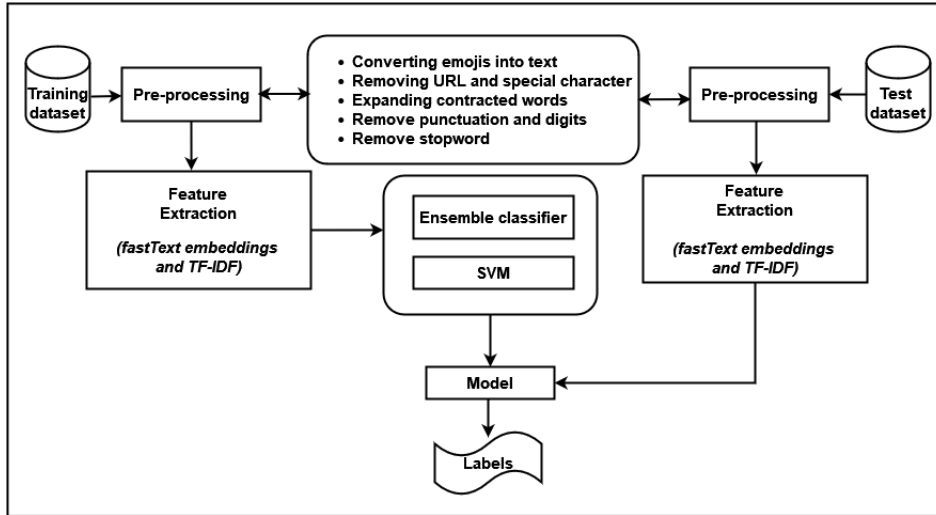 Training
dataset
Pre-processing
• Converting emojis into text
• Removing URL and special character
• Expanding contracted words
• Remove punctuation and digits
• Remove stopword
Pre-processing
Test
dataset
Feature
Extraction
(fastText embeddings
and TF-IDF)
Ensemble classifier
SVM
Feature
Extraction
(fastText embeddings
and TF-IDF)
Model
Labels